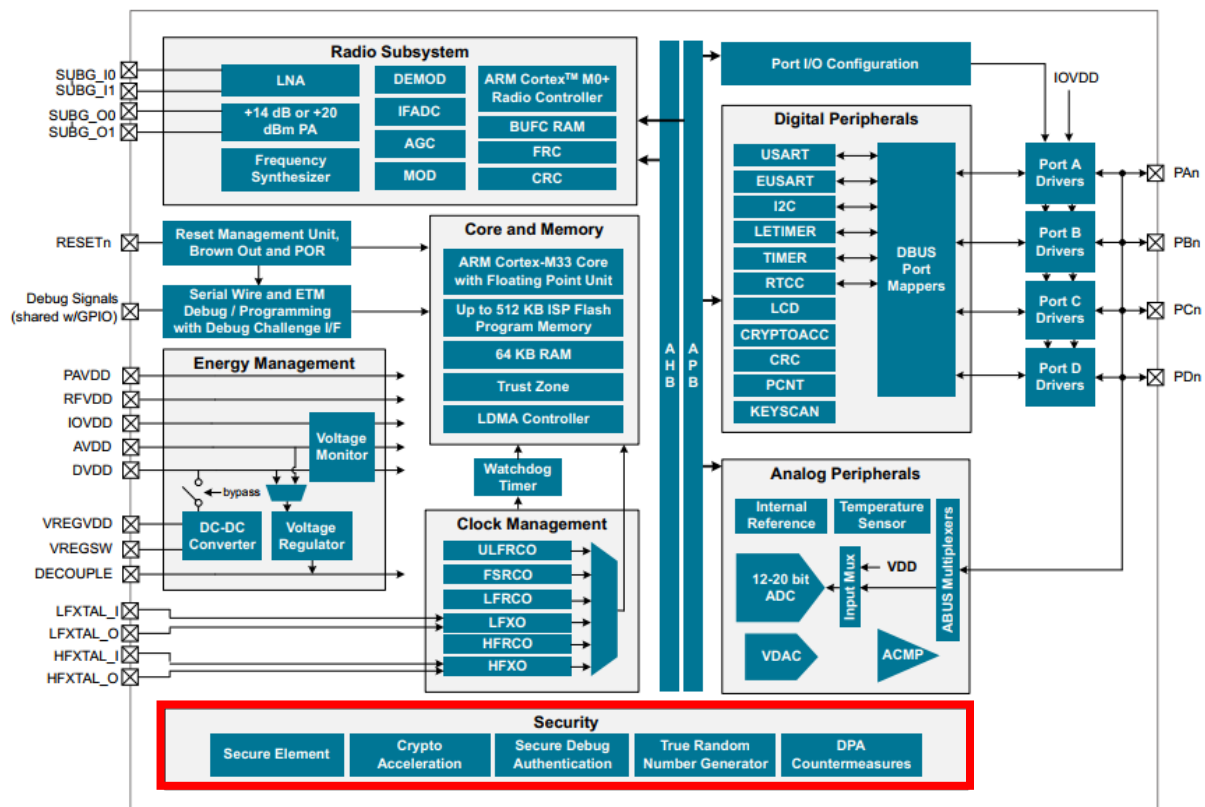 Radio Subsystem
SUBG_I0
SUBG_I1
SUBG_O0
SUBG_O1
LNA
+14 dB or +20
dBm PA
Frequency
Synthesizer
DEMOD
IFADC
AGC
MOD
ARM Cortex™ M0+
Radio Controller
BUFC RAM
FRC
CRC
RESETn
Reset Management Unit,
Brown Out and POR
Debug Signals
(shared w/GPIO)
Serial Wire and ETM
Debug / Programming
with Debug Challenge I/F
Core and Memory
ARM Cortex-M33 Core
with Floating Point Unit
Up to 512 KB ISP Flash
Program Memory
64 KB RAM
Trust Zone
LDMA Controller
Energy Management
PAVDD
RFVDD
IOVDD
AVDD
DVDD
VREGVDD
VREGSW
DECOUPLE
Voltage
Monitor
bypass
DC-DC
Converter
Voltage
Regulator
Watchdog
Timer
Clock Management
ULFRCO
FSRCO
LFRCO
LFXO
HFRCO
HFXO
LFXTAL_I
LFXTAL_O
HFXTAL_I
HFXTAL_O
AHB
APB
Port I/O Configuration
IOVDD
Digital Peripherals
USART
EUSART
I2C
LETIMER
TIMER
RTCC
LCD
CRYPTOACC
CRC
PCNT
KEYSCAN
DBUS
Port
Mappers
Port A
Drivers
Port B
Drivers
Port C
Drivers
Port D
Drivers
PAn
PBn
PCn
PDn
Analog Peripherals
Internal
Reference
Temperature
Sensor
12-20 bit
ADC
Input Mux
VDD
ABUS Multiplexers
VDAC
ACMP
Security
Secure Element
Crypto
Acceleration
Secure Debug
Authentication
True Random
Number Generator
DPA
Countermeasures